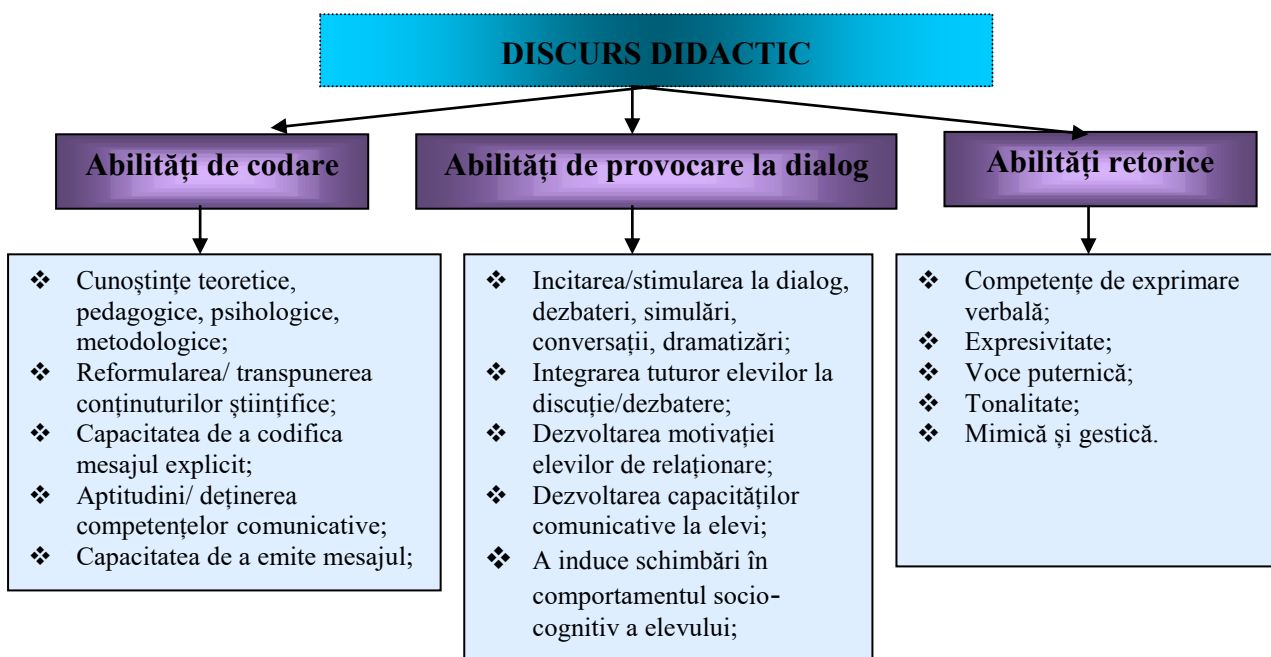 DISCURS DIDACTIC
Abilități de codare
Abilități de provocare la dialog
Abilități retorice
❖ Cunoștințe teoretice,
pedagogice, psihologice,
metodologice;
❖ Reformularea/ transpunerea
conținuturilor științifice;
❖ Capacitatea de a codifica
mesajul explicit;
❖ Aptitudini/ deținerea
competențelor comunicative;
❖ Capacitatea de a emite mesajul;
❖ Incitarea/stimularea la dialog,
dezbateri, simulări,
conversații, dramatizări;
❖ Integrarea tuturor elevilor la
discuție/dezbatere;
❖ Dezvoltarea motivației
elevilor de relaționare;
❖ Dezvoltarea capacităților
comunicative la elevi;
❖ A induce schimbări în
comportamentul socio-
cognitiv a elevului;
❖ Competențe de exprimare
verbală;
❖ Expresivitate;
❖ Voce puternică;
❖ Tonalitate;
❖ Mimică și gestică.